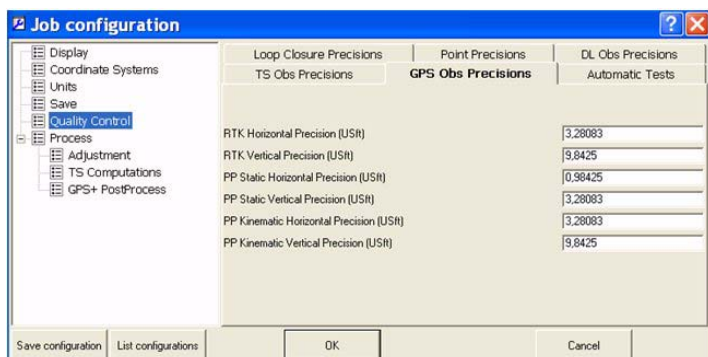 Job configuration
Display
Coordinate Systems
Units
Save
Quality Control
Process
Adjustment
TS Computations
GPS+ PostProcess
Loop Closure Precisions
Point Precisions
DL Obs Precisions
TS Obs Precisions
GPS Obs Precisions
Automatic Tests
RTK Horizontal Precision (USft) 3,28083
RTK Vertical Precision (USft) 9,8425
PP Static Horizontal Precision (USft) 0,98425
PP Static Vertical Precision (USft) 3,28083
PP Kinematic Horizontal Precision (USft) 3,28083
PP Kinematic Vertical Precision (USft) 9,8425
Save configuration
List configurations
OK
Cancel